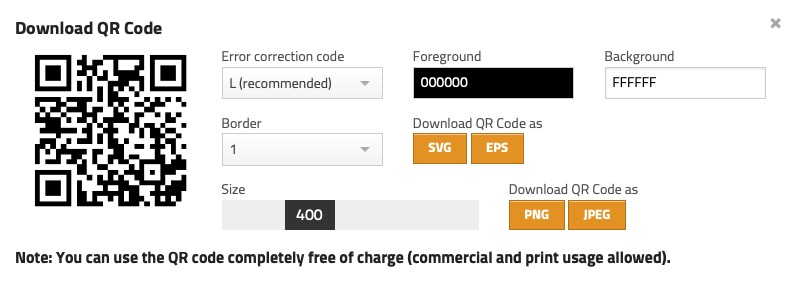 Download QR Code
Error correction code
Foreground
Background
L (recommended)
000000
FFFFFF
Border
Download QR Code as
1
SVG
EPS
Size
Download QR Code as
400
PNG
JPEG
Note: You can use the QR code completely free of charge (commercial and print usage allowed).